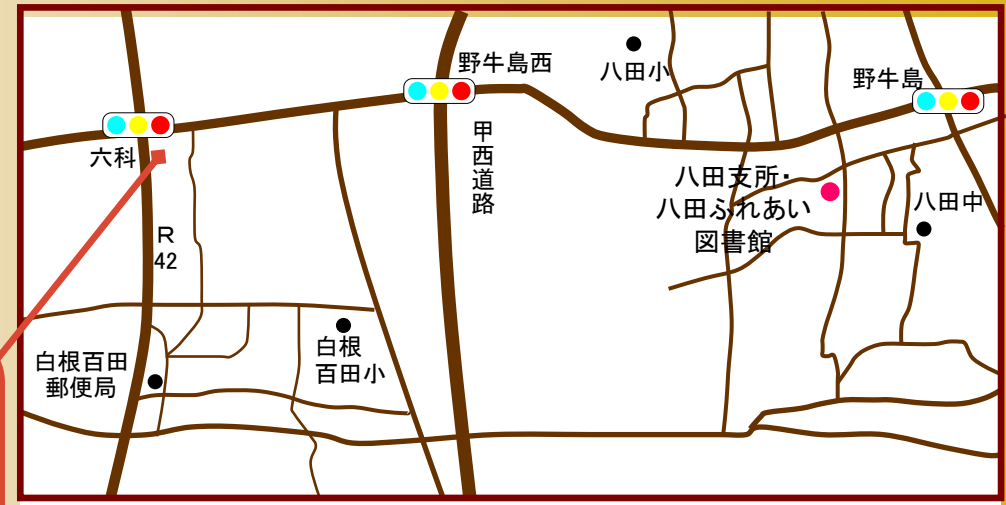 野牛島西
八田小
野牛島
六科
甲西道路
八田支所・
八田ふれあい
図書館
八田中
R
42
白根百田
郵便局
白根
百田小